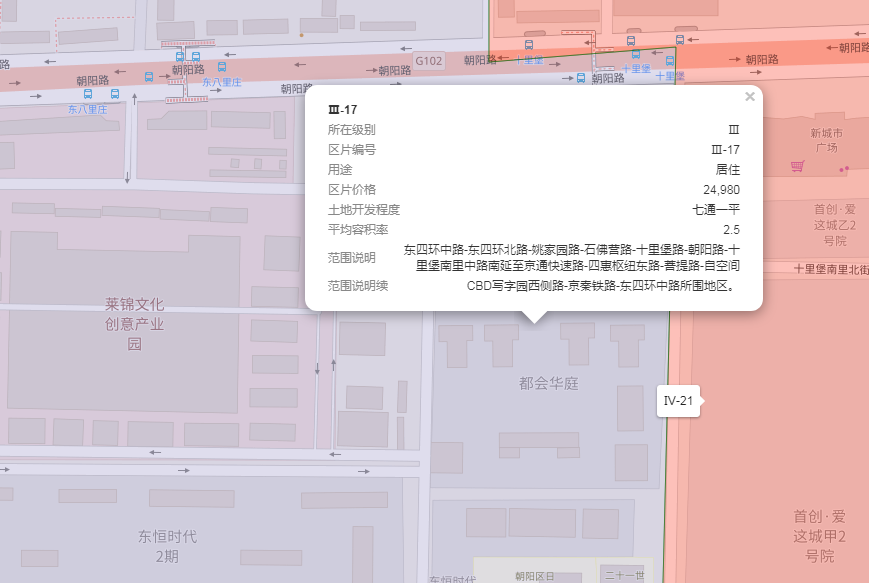 G102
朝阳路
朝阳路
朝阳路
路
朝阳路
朝阳路
朝阳路
朝阳路
朝阳路
十里堡
十里堡
十里堡
东八里庄
东八里庄
×
Ⅲ-17
所在级别 Ⅲ
区片编号 Ⅲ-17
用途 居住
区片价格 24,980
土地开发程度 七通一平
平均容积率 2.5
范围说明 东四环中路-东四环北路-姚家园路-石佛营路-十里堡路-朝阳路-十
里堡南里中路南延至京通快速路-四惠枢纽东路-菩提路-自空间
范围说明续 CBD写字园西侧路-京秦铁路-东四环中路所围地区。
新城市
广场
首创·爱
这城乙2
号院
十里堡南里北街
莱锦文化
创意产业
园
都会华庭
IV-21
首创·爱
这城甲2
号院
东恒时代
2期
东恒时代
朝阳区日
二十一世